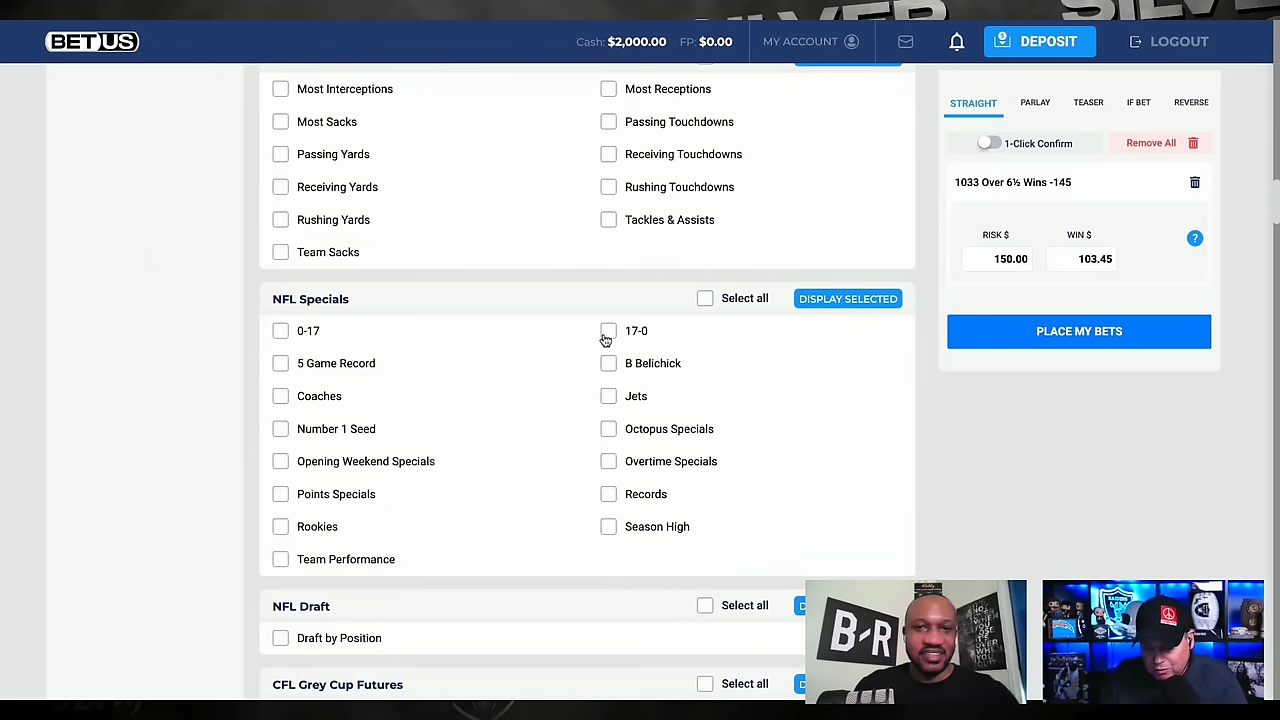 SILVER
SILVER
BETUS
Cash: $2,000.00 FP: $0.00 MY ACCOUNT DEPOSIT LOGOUT
Most Interceptions Most Receptions
Most Sacks Passing Touchdowns
Passing Yards Receiving Touchdowns
Receiving Yards Rushing Touchdowns
Rushing Yards Tackles & Assists
Team Sacks
NFL Specials Select all DISPLAY SELECTED
0-17 17-0
5 Game Record B Belichick
Coaches Jets
Number 1 Seed Octopus Specials
Opening Weekend Specials Overtime Specials
Points Specials Records
Rookies Season High
Team Performance
NFL Draft Select all D
Draft by Position
CFL Grey Cup Futures Select all D
STRAIGHT PARLAY TEASER IF BET REVERSE
1-Click Confirm Remove All
1033 Over 6½ Wins -145
RISK $ WIN $
150.00 103.45 ?
PLACE MY BETS
B-R
RAIDERS